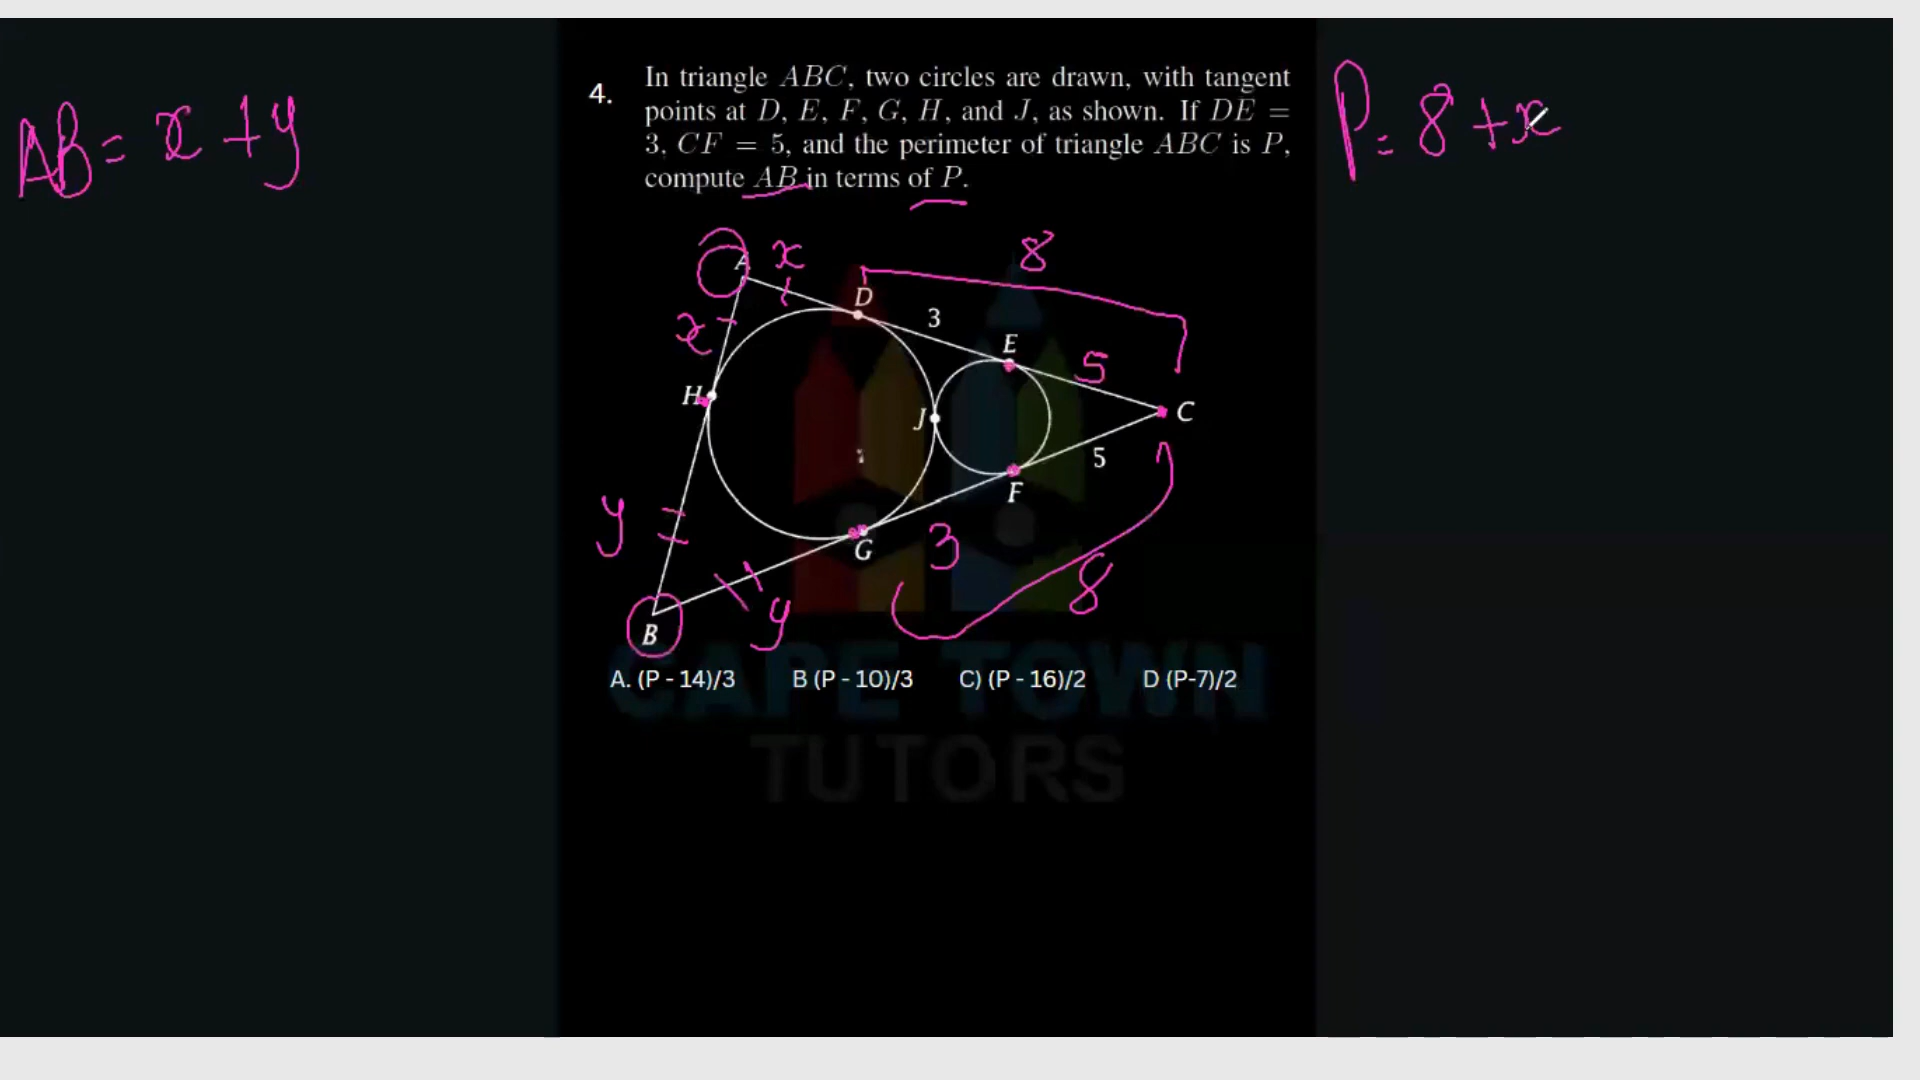 AB = x + y
4.
In triangle ABC, two circles are drawn, with tangent
points at D, E, F, G, H, and J, as shown. If DE =
3, CF = 5, and the perimeter of triangle ABC is P,
compute AB in terms of P.
P = 8 + x
8
A
x
D
3
x
E
5
H
J
C
5
y
F
G
3
8
y
B
A. (P - 14)/3 B (P - 10)/3 C) (P - 16)/2 D (P-7)/2
CAPE TOWN
TUTORS